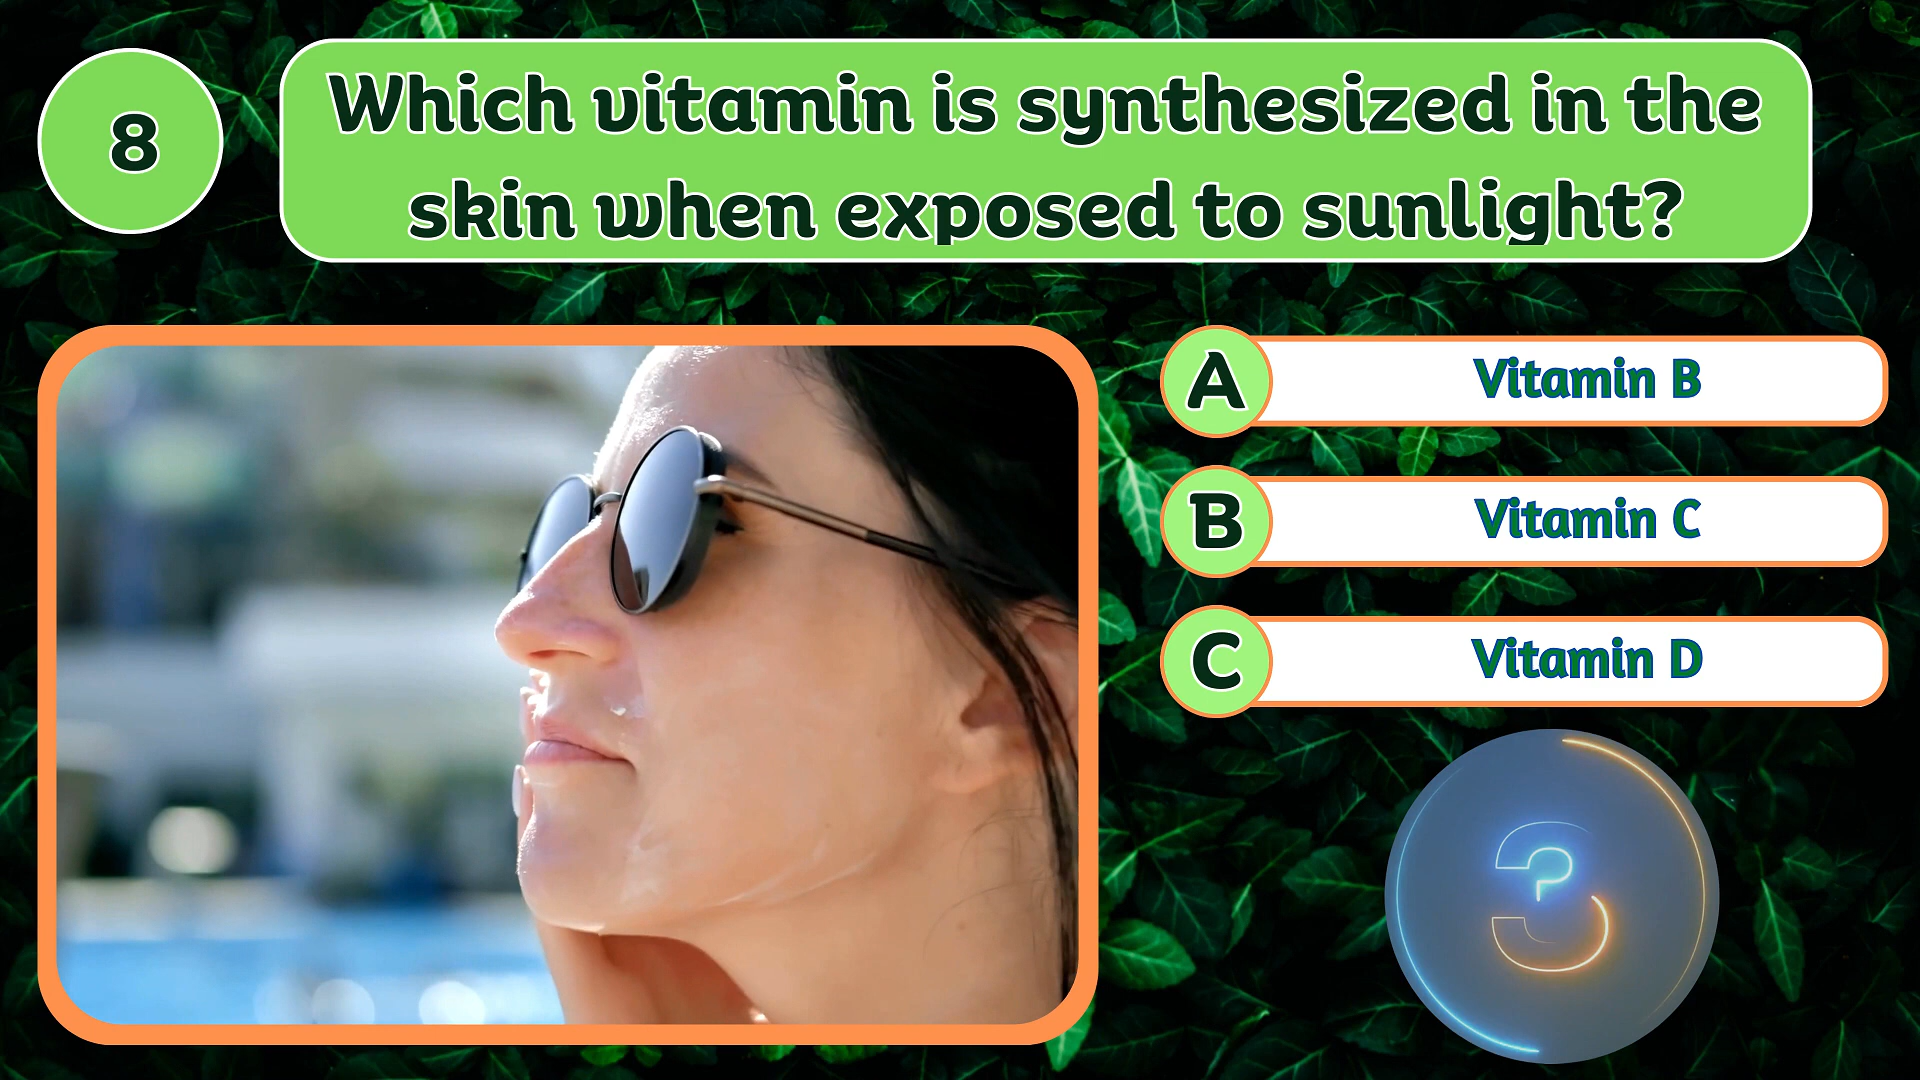 8
Which vitamin is synthesized in the
skin when exposed to sunlight?
A Vitamin B
B Vitamin C
C Vitamin D
3